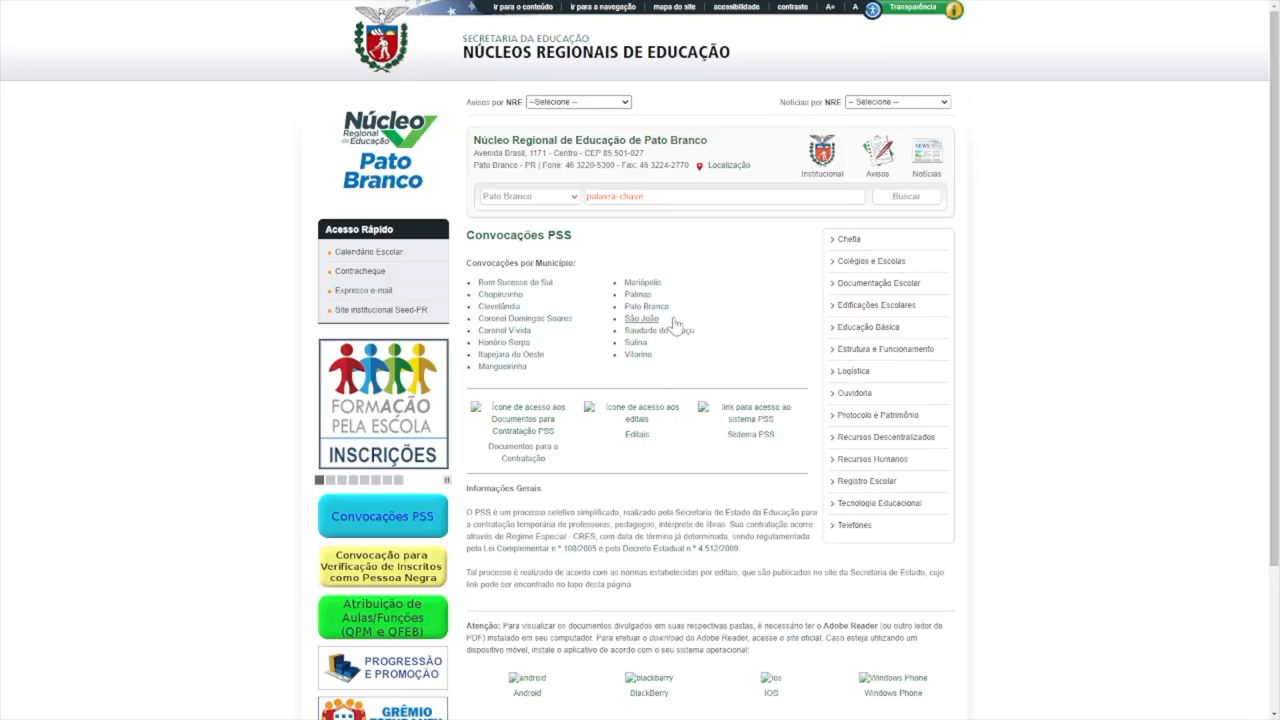 ir para o conteúdo
ir para a navegação
mapa do site
acessibilidade
contraste
A+
A
Transparência
SECRETARIA DA EDUCAÇÃO
NÚCLEOS REGIONAIS DE EDUCAÇÃO
Núcleo
Regional
de Educação
Pato
Branco
Avisos por NRE
--Selecione --
Notícias por NRE
-- Selecione --
Núcleo Regional de Educação de Pato Branco
Avenida Brasil, 1171 - Centro - CEP 85.501-027
Pato Branco - PR | Fone: 46 3220-5300 - Fax: 46 3224-2770
Localização
Institucional
Avisos
NEWS
Notícias
Pato Branco
palavra-chave
Buscar
Acesso Rápido
Calendário Escolar
Contracheque
Expresso e-mail
Site institucional Seed-PR
FORMAÇÃO
PELA ESCOLA
INSCRIÇÕES
Convocações PSS
Convocação para
Verificação de Inscritos
como Pessoa Negra
Atribuição de
Aulas/Funções
(QPM e QFEB)
PROGRESSÃO
E PROMOÇÃO
GRÊMIO
Convocações PSS
Convocações por Município:
Bom Sucesso do Sul
Chopinzinho
Clevelândia
Coronel Domingos Soares
Coronel Vivida
Honório Serpa
Itapejara do Oeste
Mangueirinha
Mariópolis
Palmas
Pato Branco
São João
Saudade do Iguaçu
Sulina
Vitorino
Ícone de acesso aos
Documentos para
Contratação PSS
Documentos para a
Contratação
Ícone de acesso aos
editais
Editais
link para acesso ao
sistema PSS
Sistema PSS
Informações Gerais
O PSS é um processo seletivo simplificado, realizado pela Secretaria de Estado da Educação para
a contratação temporária de professores, pedagogos, intérprete de libras. Sua contratação ocorre
através de Regime Especial - CRES, com data de término já determinada, sendo regulamentada
pela Lei Complementar n.º 108/2005 e pelo Decreto Estadual n.º 4.512/2009
Tal processo é realizado de acordo com as normas estabelecidas por editais, que são publicados no site da Secretaria de Estado, cujo
link pode ser encontrado no topo desta página.
Atenção: Para visualizar os documentos divulgados em suas respectivas pastas, é necessário ter o Adobe Reader (ou outro leitor de
PDF) instalado em seu computador. Para efetuar o download do Adobe Reader, acesse o site oficial. Caso esteja utilizando um
dispositivo móvel, instale o aplicativo de acordo com o seu sistema operacional:
android
Android
blackbarry
BlackBerry
ios
IOS
Windows Phone
Windows Phone
Chefia
Colégios e Escolas
Documentação Escolar
Edificações Escolares
Educação Básica
Estrutura e Funcionamento
Logística
Ouvidoria
Protocolo e Patrimônio
Recursos Descentralizados
Recursos Humanos
Registro Escolar
Tecnologia Educacional
Telefones